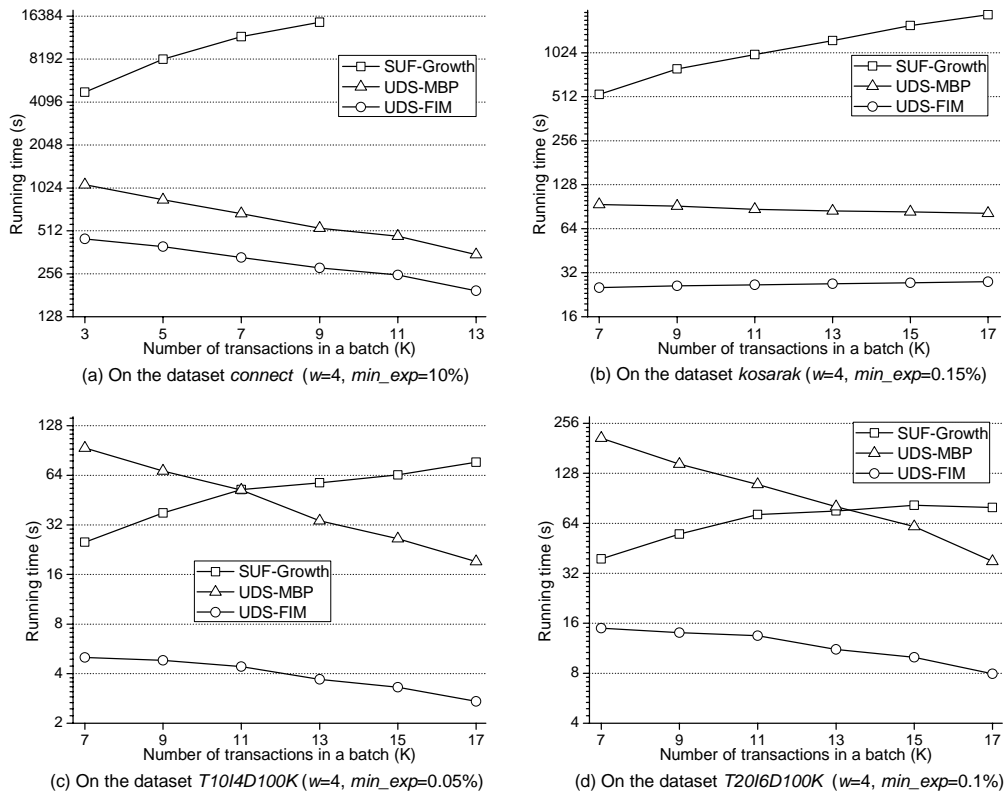 16384
8192
4096
2048
1024
512
256
128
Running time (s)
SUF-Growth
UDS-MBP
UDS-FIM
3 5 7 9 11 13
Number of transactions in a batch (K)
(a) On the dataset connect (w=4, min_exp=10%)
1024
512
256
128
64
32
16
Running time (s)
SUF-Growth
UDS-MBP
UDS-FIM
7 9 11 13 15 17
Number of transactions in a batch (K)
(b) On the dataset kosarak (w=4, min_exp=0.15%)
128
64
32
16
8
4
2
Running time (s)
SUF-Growth
UDS-MBP
UDS-FIM
7 9 11 13 15 17
Number of transactions in a batch (K)
(c) On the dataset T10I4D100K (w=4, min_exp=0.05%)
256
128
64
32
16
8
4
Running time (s)
SUF-Growth
UDS-MBP
UDS-FIM
7 9 11 13 15 17
Number of transactions in a batch (K)
(d) On the dataset T20I6D100K (w=4, min_exp=0.1%)